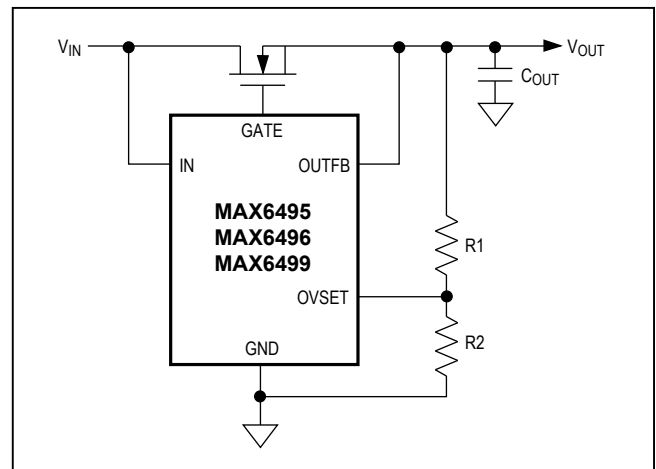 VIN
VOUT
COUT
GATE
IN
OUTFB
MAX6495
MAX6496
MAX6499
R1
OVSET
R2
GND